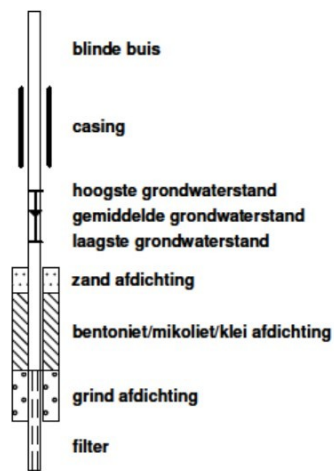 blinde buis
casing
hoogste grondwaterstand
gemiddelde grondwaterstand
laagste grondwaterstand
zand afdichting
bentoniet/mikoliet/klei afdichting
grind afdichting
filter